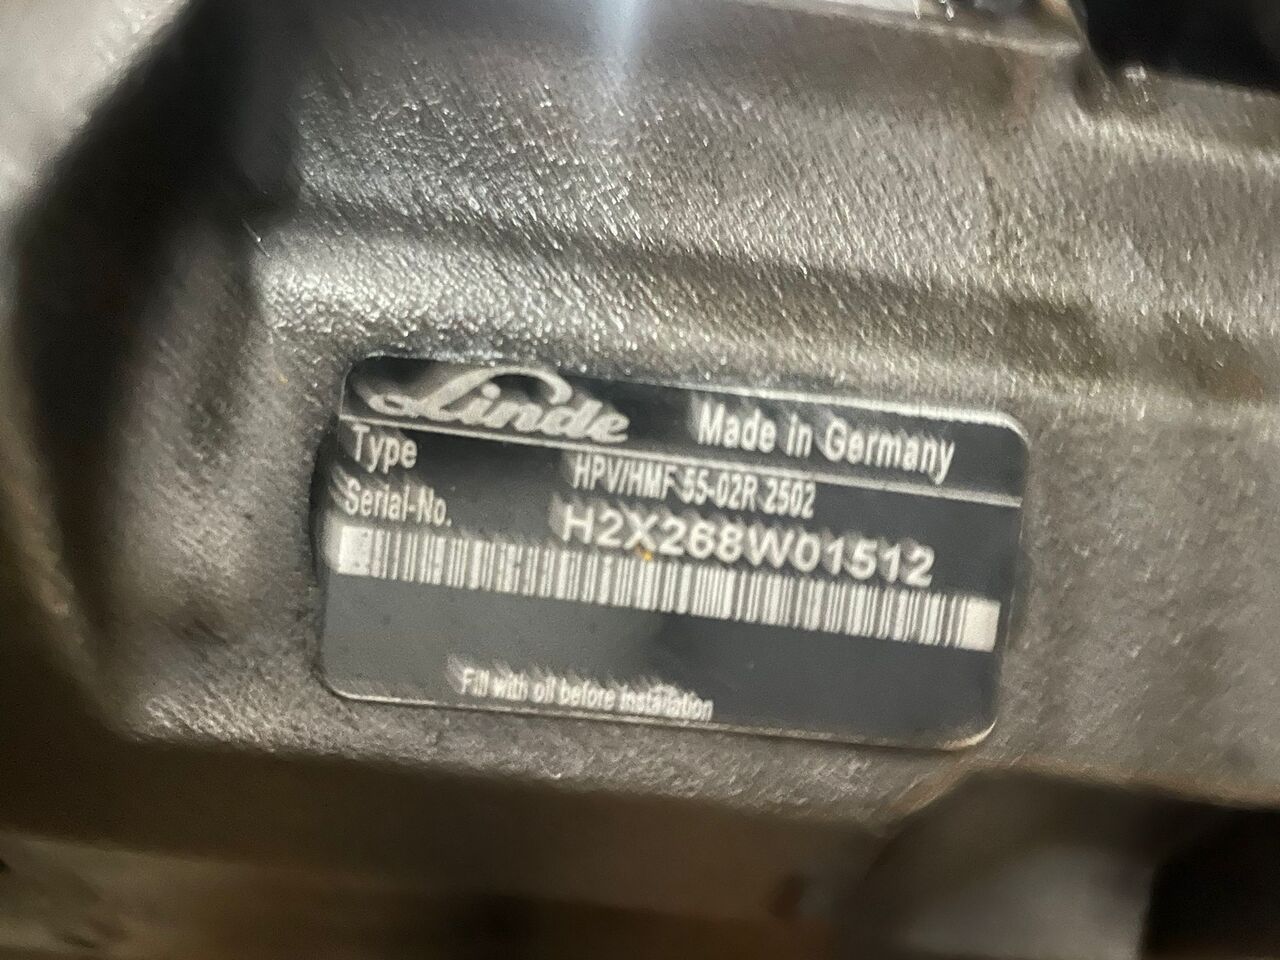 Linde Made in Germany
Type HPV/HMF 55-02R 2502
Serial-No. H2X268W01512
Fill with oil before installation